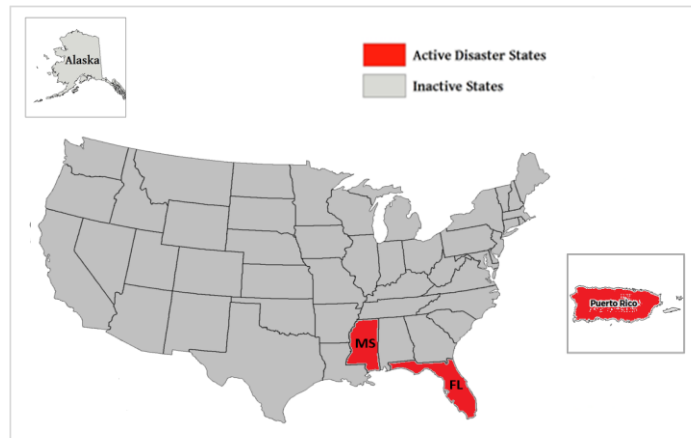 Alaska
Active Disaster States
Inactive States
Puerto Rico
MS
FL